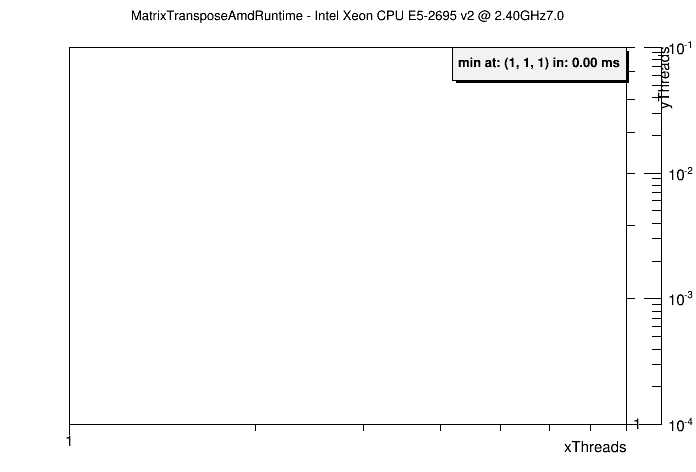 MatrixTransposeAmdRuntime - Intel Xeon CPU E5-2695 v2 @ 2.40GHz7.0
min at: (1, 1, 1) in: 0.00 ms
yThreads
10-1
10-2
10-3
10-4
1
1
xThreads